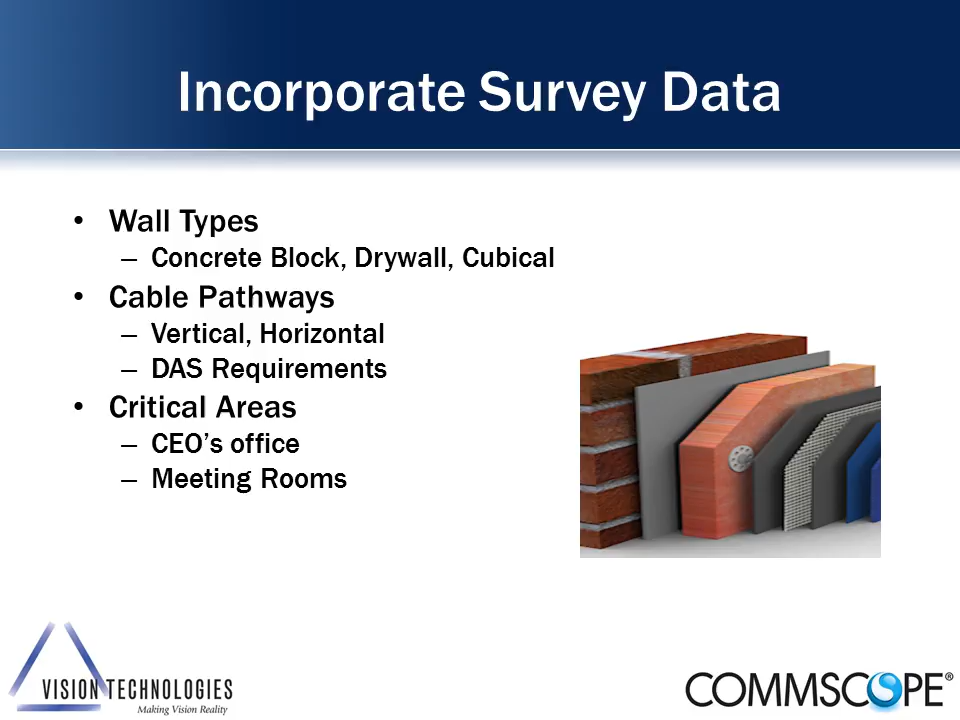 Incorporate Survey Data
• Wall Types
– Concrete Block, Drywall, Cubical
• Cable Pathways
– Vertical, Horizontal
– DAS Requirements
• Critical Areas
– CEO’s office
– Meeting Rooms
VISION TECHNOLOGIES
Making Vision Reality
COMMSCOPE®